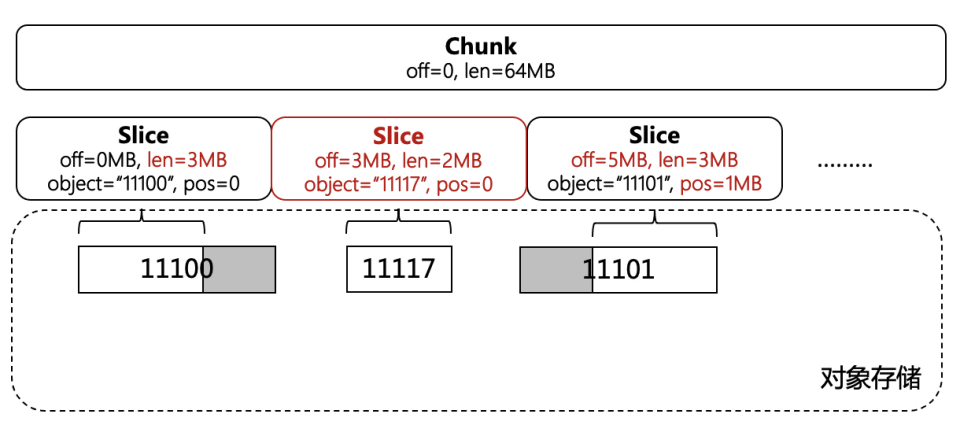 Chunk
off=0, len=64MB
Slice
off=0MB, len=3MB
object=“11100”, pos=0
Slice
off=3MB, len=2MB
object=“11117”, pos=0
Slice
off=5MB, len=3MB
object=“11101”, pos=1MB
.........
11100
11117
11101
对象存储